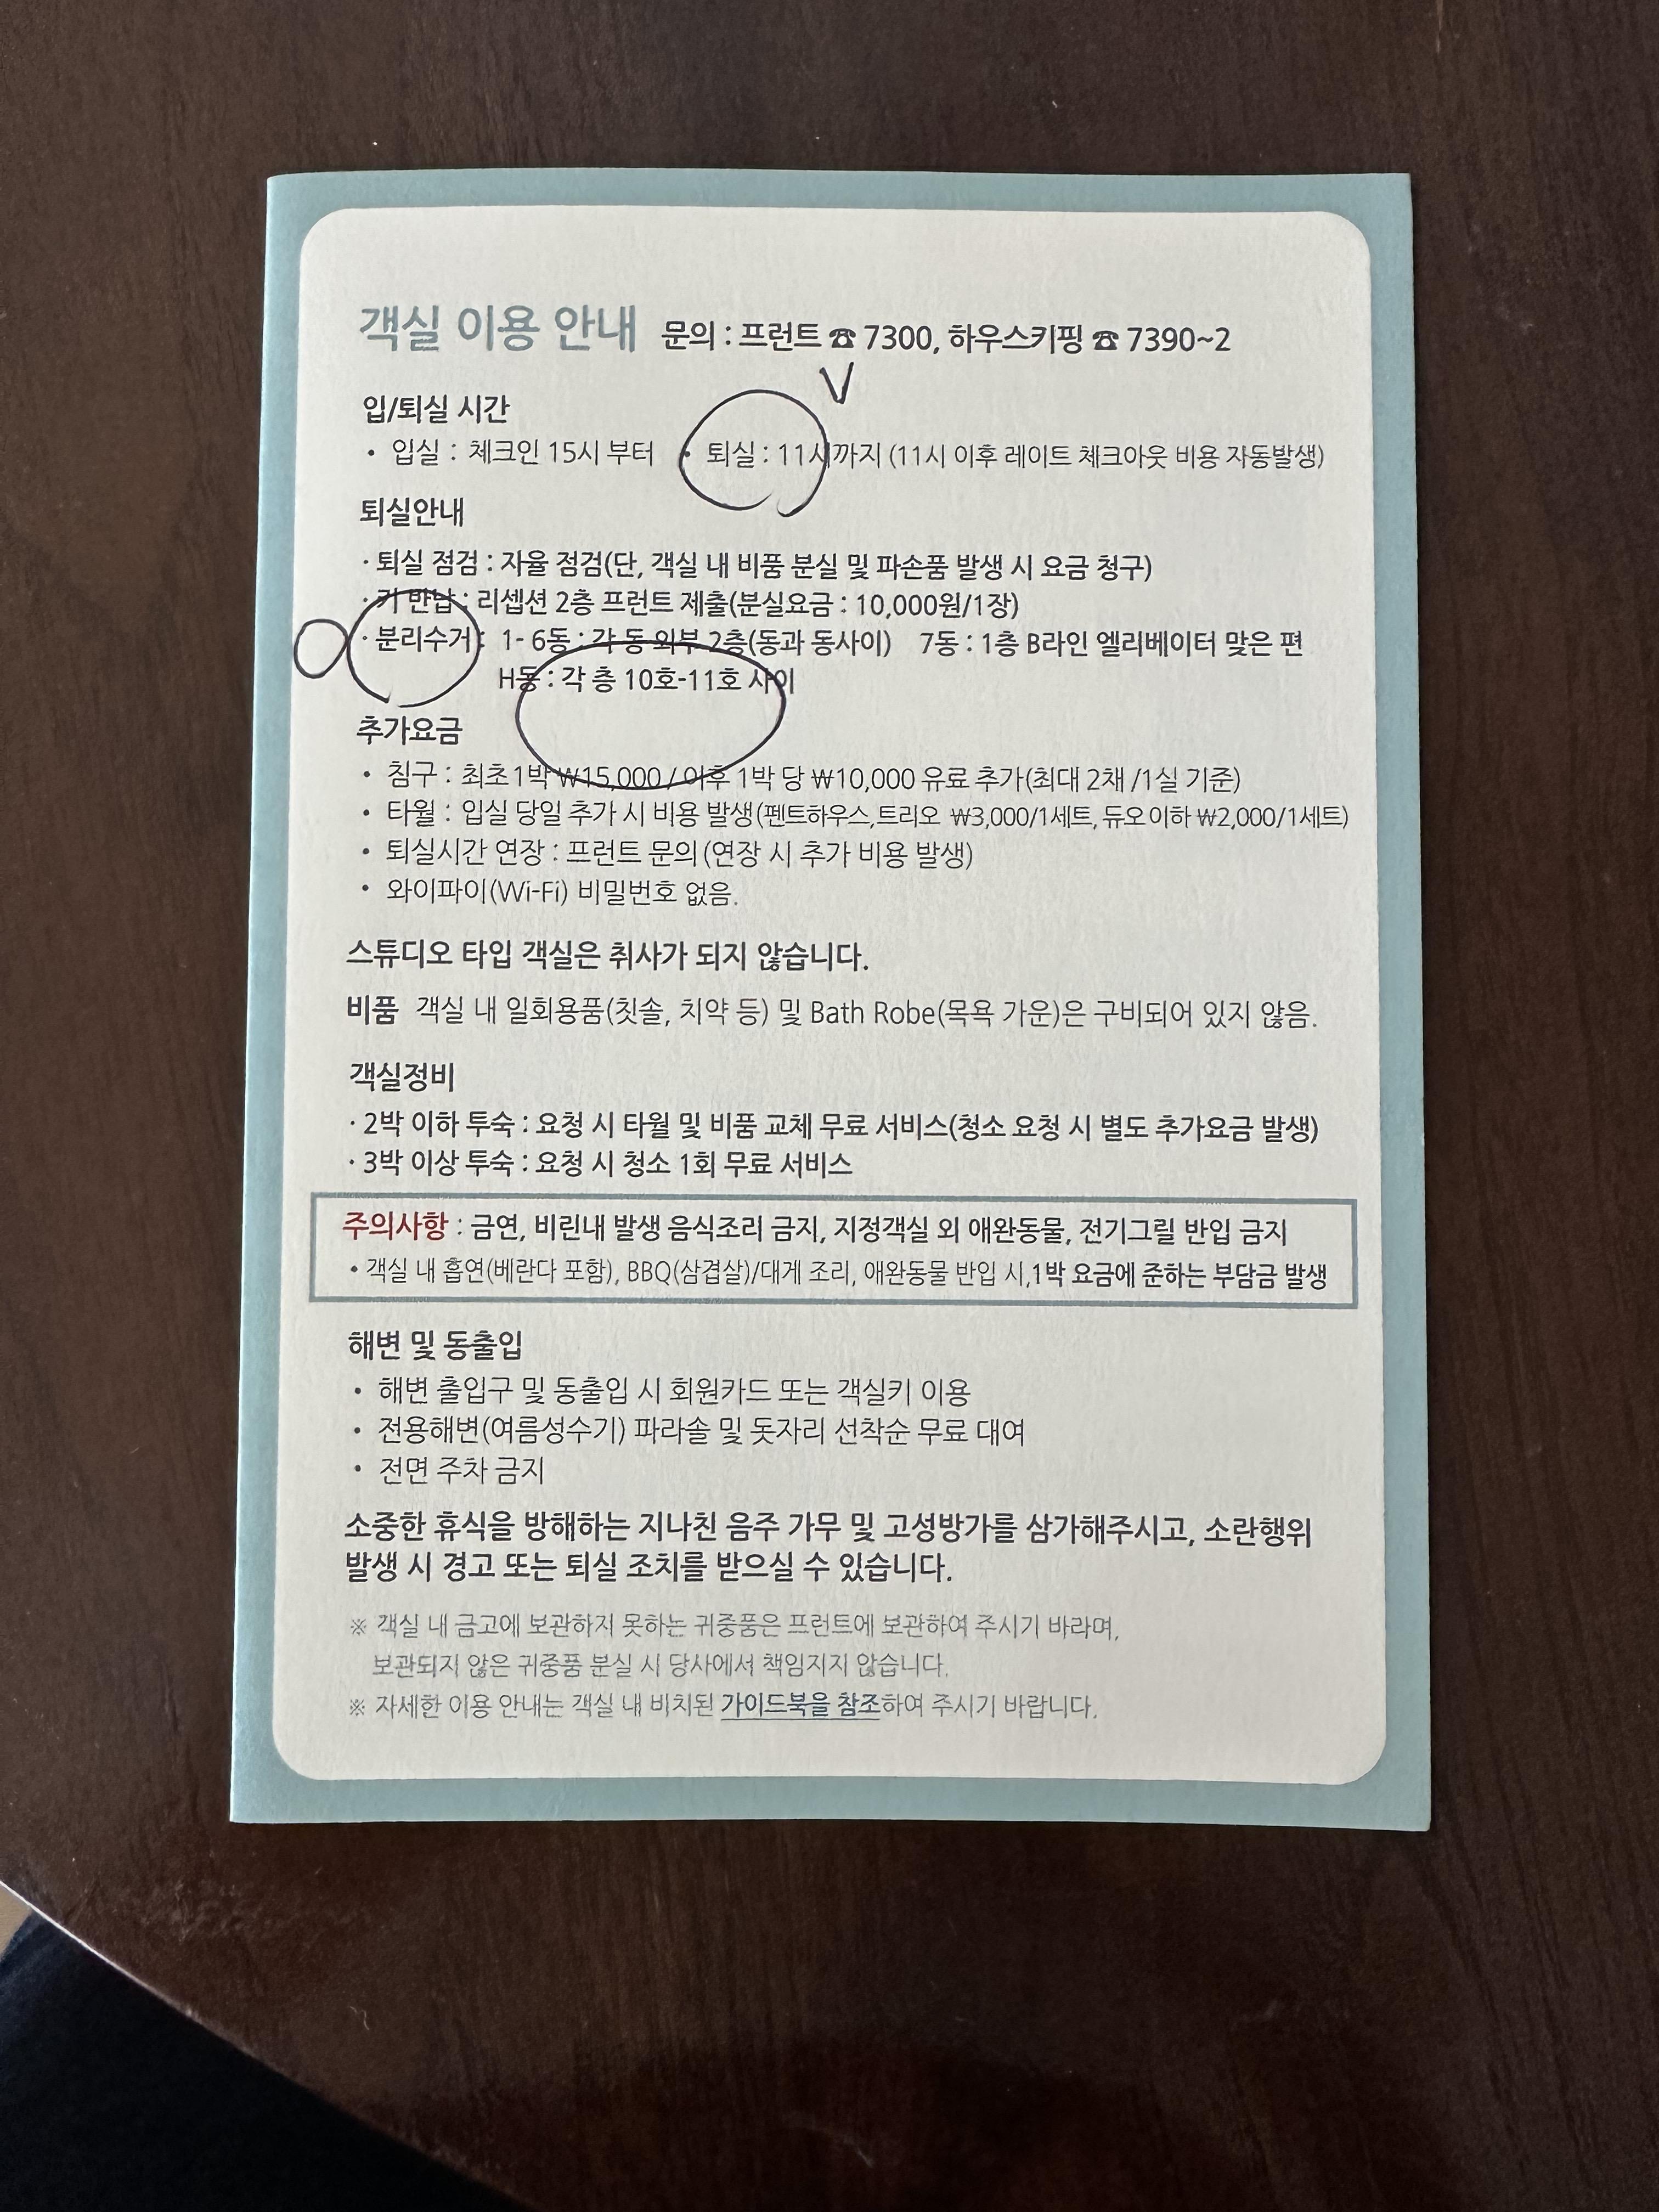 객실 이용 안내 문의 : 프런트 ☎ 7300, 하우스키핑 ☎ 7390~2
V
입/퇴실 시간
• 입실 : 체크인 15시 부터 • 퇴실 : 11시까지 (11시 이후 레이트 체크아웃 비용 자동발생)
퇴실안내
· 퇴실 점검 : 자율 점검(단, 객실 내 비품 분실 및 파손품 발생 시 요금 청구)
· 키 반납 : 리셉션 2층 프런트 제출(분실요금 : 10,000원/1장)
· 분리수거 : 1- 6동 : 각 동 외부 2층(동과 동사이) 7동 : 1층 B라인 엘리베이터 맞은 편
H동 : 각 층 10호-11호 사이
추가요금
• 침구 : 최초1박 ₩15,000 / 이후 1박 당 ₩10,000 유료 추가(최대 2채 /1실 기준)
• 타월 : 입실 당일 추가 시 비용 발생(펜트하우스,트리오 ₩3,000/1세트, 듀오이하 ₩2,000/1세트)
• 퇴실시간 연장 : 프런트 문의(연장 시 추가 비용 발생)
• 와이파이(Wi-Fi) 비밀번호 없음.
스튜디오 타입 객실은 취사가 되지 않습니다.
비품 객실 내 일회용품(칫솔, 치약 등) 및 Bath Robe(목욕 가운)은 구비되어 있지 않음.
객실정비
· 2박 이하 투숙 : 요청 시 타월 및 비품 교체 무료 서비스(청소 요청 시 별도 추가요금 발생)
· 3박 이상 투숙 : 요청 시 청소 1회 무료 서비스
주의사항 : 금연, 비린내 발생 음식조리 금지, 지정객실 외 애완동물, 전기그릴 반입 금지
• 객실 내 흡연(베란다 포함), BBQ(삼겹살)/대게 조리, 애완동물 반입 시,1박 요금에 준하는 부담금 발생
해변 및 동출입
• 해변 출입구 및 동출입 시 회원카드 또는 객실키 이용
• 전용해변(여름성수기) 파라솔 및 돗자리 선착순 무료 대여
• 전면 주차 금지
소중한 휴식을 방해하는 지나친 음주 가무 및 고성방가를 삼가해주시고, 소란행위
발생 시 경고 또는 퇴실 조치를 받으실 수 있습니다.
※ 객실 내 금고에 보관하지 못하는 귀중품은 프런트에 보관하여 주시기 바라며,
보관되지 않은 귀중품 분실 시 당사에서 책임지지 않습니다.
※ 자세한 이용 안내는 객실 내 비치된 가이드북을 참조하여 주시기 바랍니다.